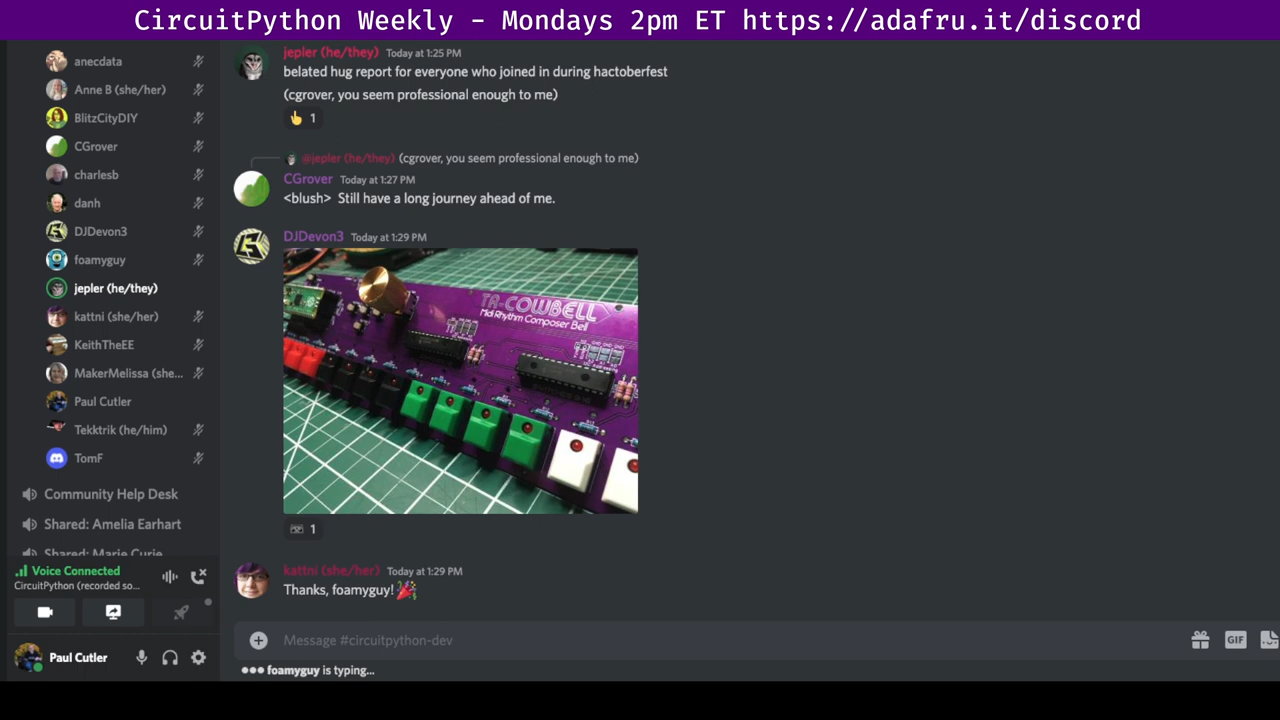 CircuitPython Weekly - Mondays 2pm ET https://adafru.it/discord
anecdata
Anne B (she/her)
BlitzCityDIY
CGrover
charlesb
danh
DJDevon3
foamyguy
jepler (he/they)
kattni (she/her)
KeithTheEE
MakerMelissa (she...
Paul Cutler
Tekktrik (he/him)
TomF
Community Help Desk
Shared: Amelia Earhart
Shared: Marie Curie
Voice Connected
CircuitPython (recorded so...
Paul Cutler
jepler (he/they) Today at 1:25 PM
belated hug report for everyone who joined in during hactoberfest
(cgrover, you seem professional enough to me)
1
@jepler (he/they) (cgrover, you seem professional enough to me)
CGrover Today at 1:27 PM
<blush> Still have a long journey ahead of me.
DJDevon3 Today at 1:29 PM
TR-COWBELL
Midi Rhythm Composer Bell
1
kattni (she/her) Today at 1:29 PM
Thanks, foamyguy!🎉
Message #circuitpython-dev
GIF
foamyguy is typing...